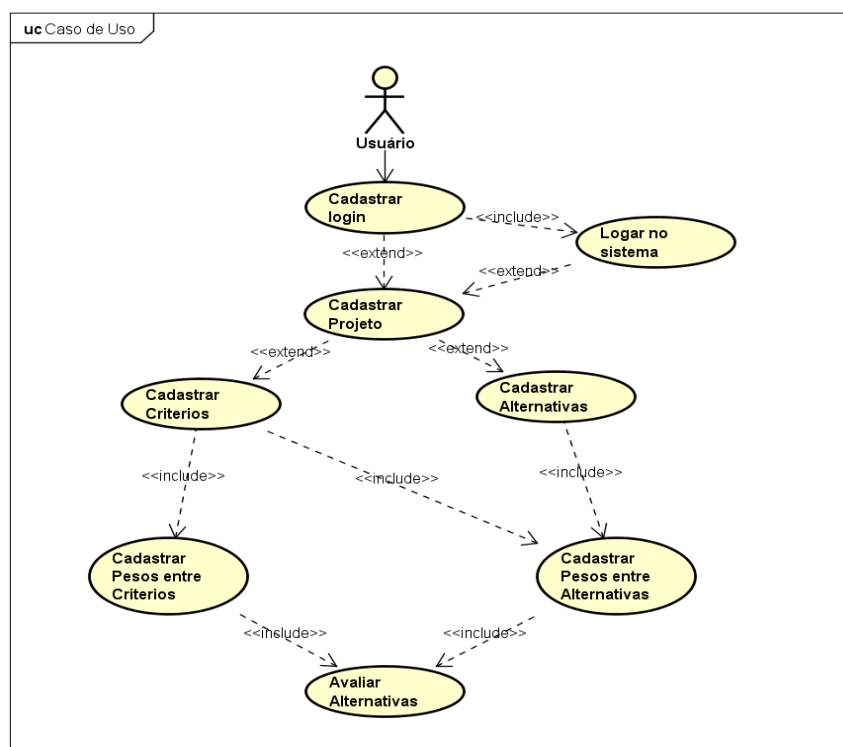 uc Caso de Uso
Usuário
Cadastrar
login
<<include>>
Logar no
sistema
<<extend>>
<<extend>>
Cadastrar
Projeto
<<extend>>
<<extend>>
Cadastrar
Criterios
Cadastrar
Alternativas
<<include>>
<<include>>
<<include>>
Cadastrar
Pesos entre
Criterios
Cadastrar
Pesos entre
Alternativas
<<include>>
<<include>>
Avaliar
Alternativas